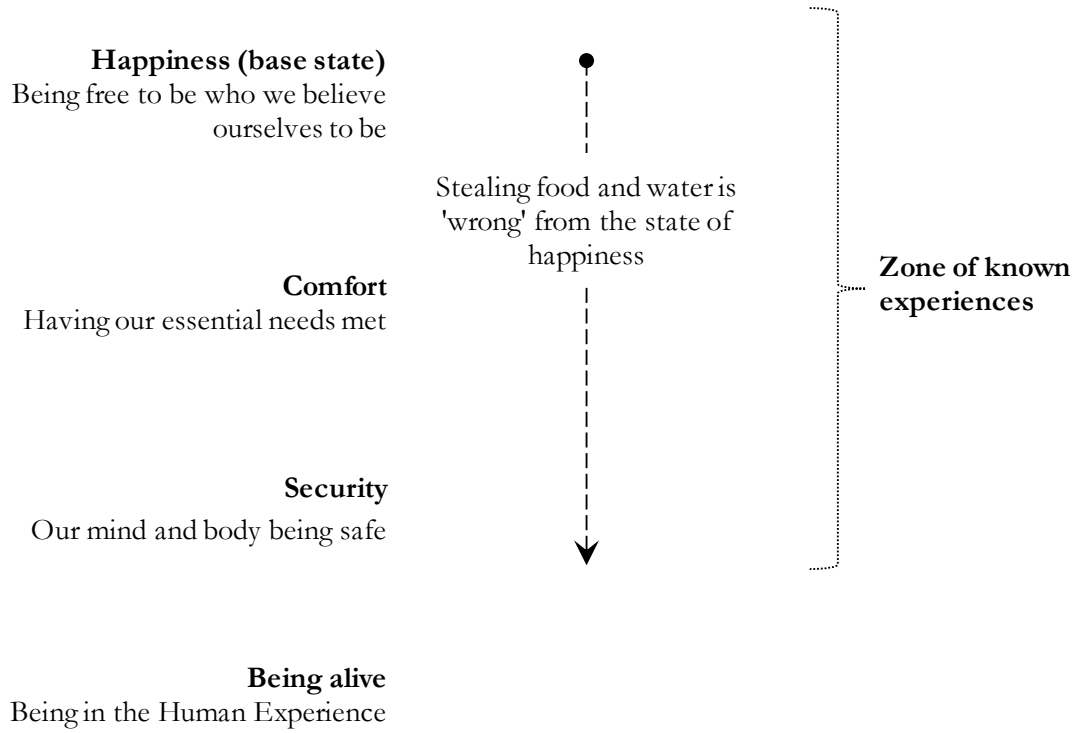 Happiness (base state)
Being free to be who we believe
ourselves to be
Stealing food and water is
'wrong' from the state of
happiness
Comfort
Having our essential needs met
Zone of known
experiences
Security
Our mind and body being safe
Being alive
Being in the Human Experience